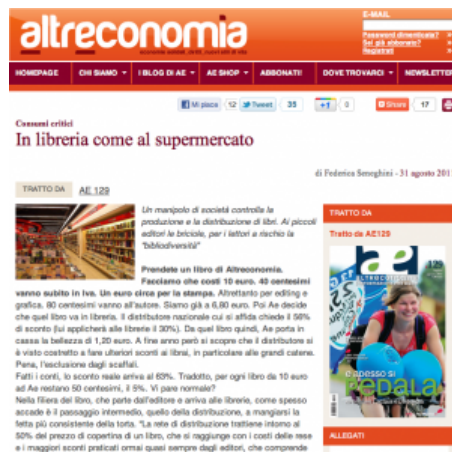 altreconomia
E-MAIL
Password dimenticata?
Sei già abbonato?
Registrati
HOMEPAGE CHI SIAMO I BLOG DI AE AE SHOP ABBONATI! DOVE TROVARCI NEWSLETTER
Mi piace 12 Tweet 35 +1 0 Share 17
Consumi critici
In libreria come al supermercato
di Federica Seneghini - 31 agosto 201
TRATTO DA AE 129
Un manipolo di società controlla la
produzione e la distribuzione di libri. Ai piccoli
editori le briciole, per i lettori a rischio la
"bibliodiversità"
Prendete un libro di Altreconomia.
Facciamo che costi 10 euro. 40 centesimi
vanno subito in Iva. Un euro circa per la stampa. Altrettanto per editing e
grafica. 80 centesimi vanno all'autore. Siamo già a 6,80 euro. Poi Ae decide
che quel libro va in libreria. Il distributore nazionale cui si affida chiede il 56%
di sconto (lui applicherà alle librerie il 30%). Da quel libro quindi, Ae porta in
cassa la bellezza di 1,20 euro. A fine anno però si scopre che il distributore si
è visto costretto a fare ulteriori sconti ai librai, in particolare alle grandi catene.
Pena, l'esclusione dagli scaffali.
Fatti i conti, lo sconto reale arriva al 63%. Tradotto, per ogni libro da 10 euro
ad Ae restano 50 centesimi, il 5%. Vi pare normale?
Nella filiera del libro, che parte dall'editore e arriva alle librerie, come spesso
accade è il passaggio intermedio, quello della distribuzione, a mangiarsi la
fetta più consistente della torta. "La rete di distribuzione trattiene intorno al
50% del prezzo di copertina di un libro, che si raggiunge con i costi delle rese
e i maggiori sconti praticati ormai quasi sempre dagli editori, che comprende
TRATTO DA
Tratto da AE129
ae
129
e adesso si
PEDALA
ALLEGATI